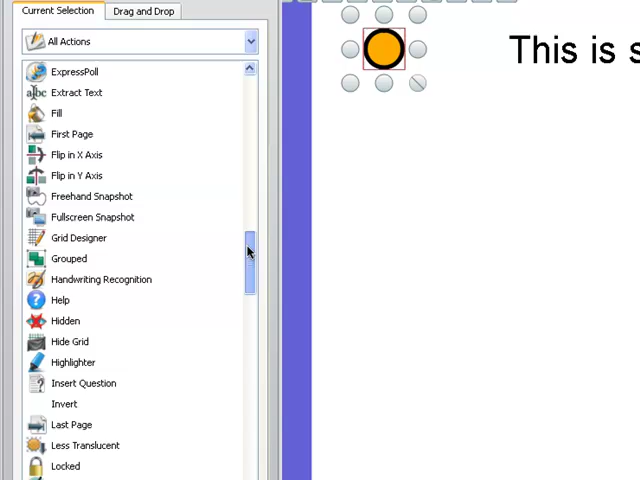 Current Selection
Drag and Drop
All Actions
This is s
ExpressPoll
Extract Text
Fill
First Page
Flip in X Axis
Flip in Y Axis
Freehand Snapshot
Fullscreen Snapshot
Grid Designer
Grouped
Handwriting Recognition
Help
Hidden
Hide Grid
Highlighter
Insert Question
Invert
Last Page
Less Translucent
Locked